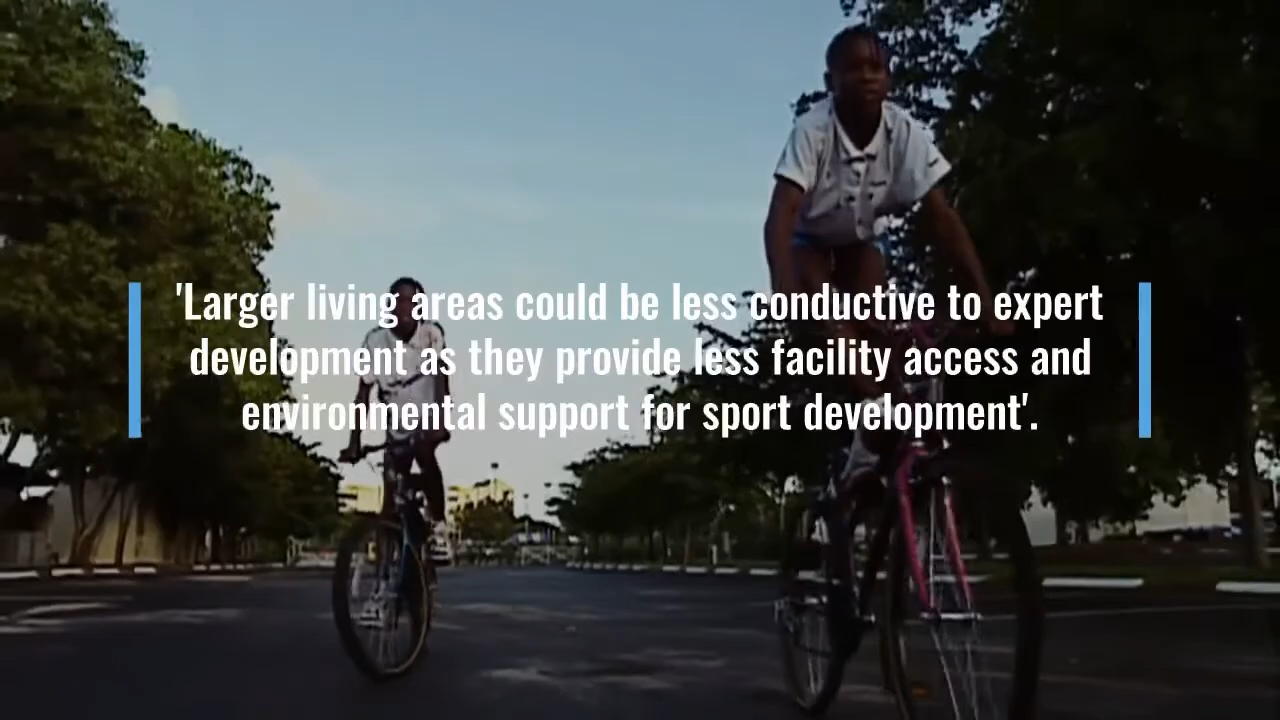 'Larger living areas could be less conductive to expert
development as they provide less facility access and
environmental support for sport development'.